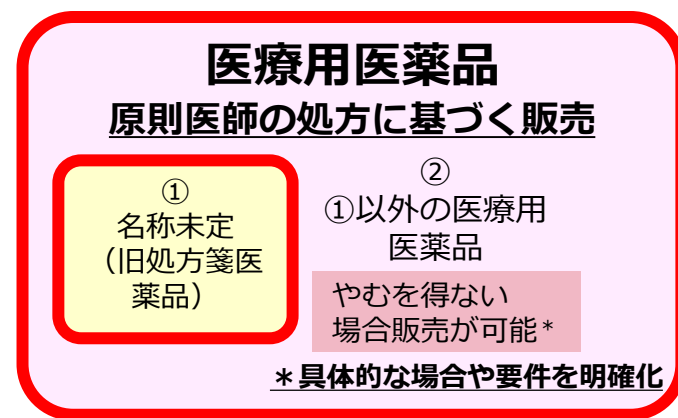 医療用医薬品
原則医師の処方に基づく販売
①
名称未定
（旧処方箋医
薬品）
②
①以外の医療用
医薬品
やむを得ない
場合販売が可能*
＊具体的な場合や要件を明確化